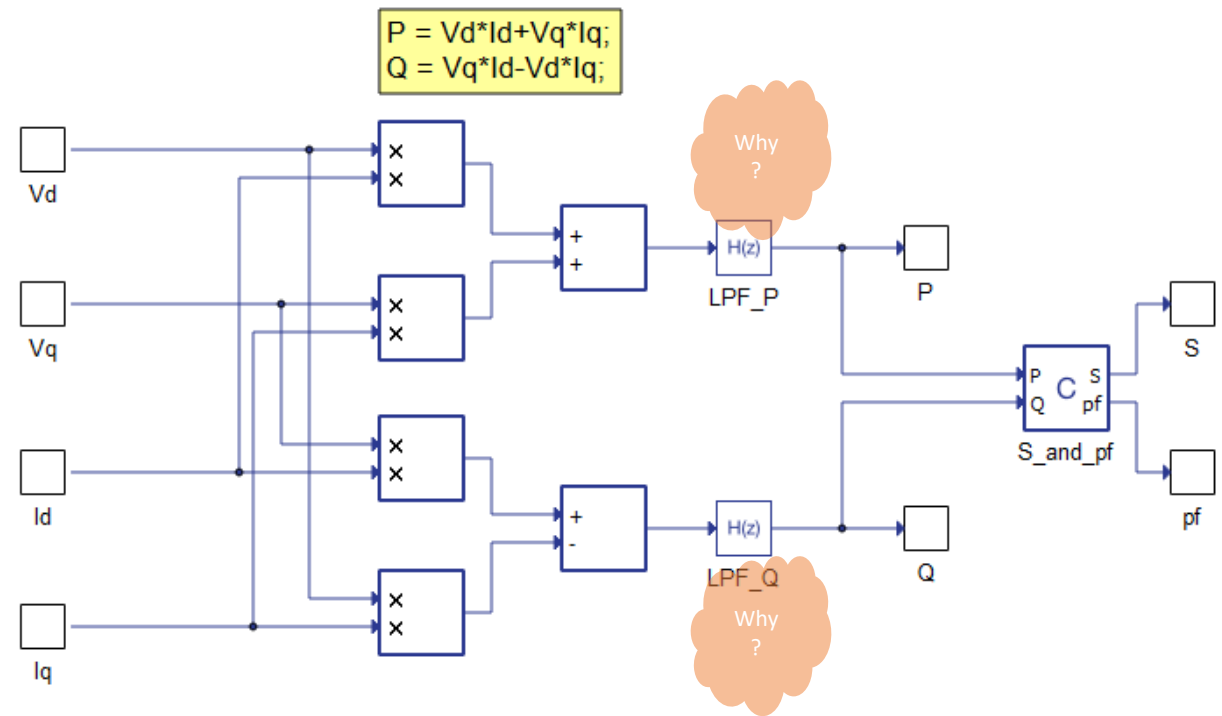 P = Vd*Id+Vq*Iq;
Q = Vq*Id-Vd*Iq;
Why
?
Vd
×
×
+
+
H(z)
LPF_P
P
Vq
×
×
S
P S
C
Q pf
S_and_pf
Id
×
×
+
-
H(z)
LPF_Q
Q
pf
Iq
×
×
Why
?